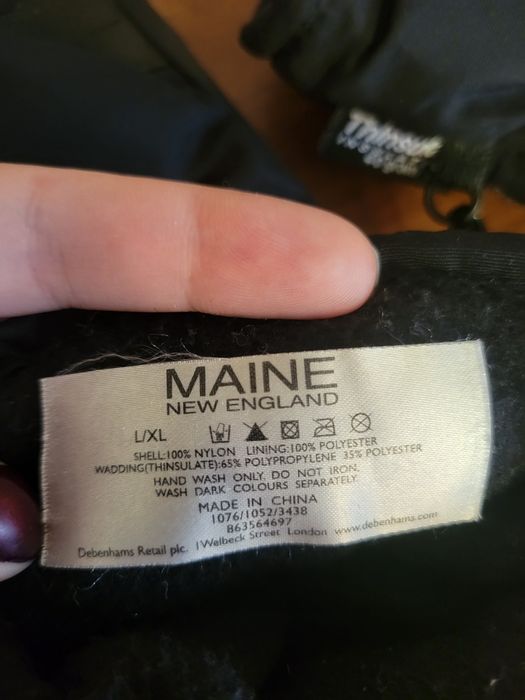 Thinsulate
MAINE
NEW ENGLAND
L/XL
SHELL:100% NYLON LINING:100% POLYESTER
WADDING(THINSULATE):65% POLYPROPYLENE 35% POLYESTER
HAND WASH ONLY. DO NOT IRON.
WASH DARK COLOURS SEPARATELY.
MADE IN CHINA
1076/1052/3438
B63564697
Debenhams Retail plc. 1Welbeck Street London www.debenhams.com